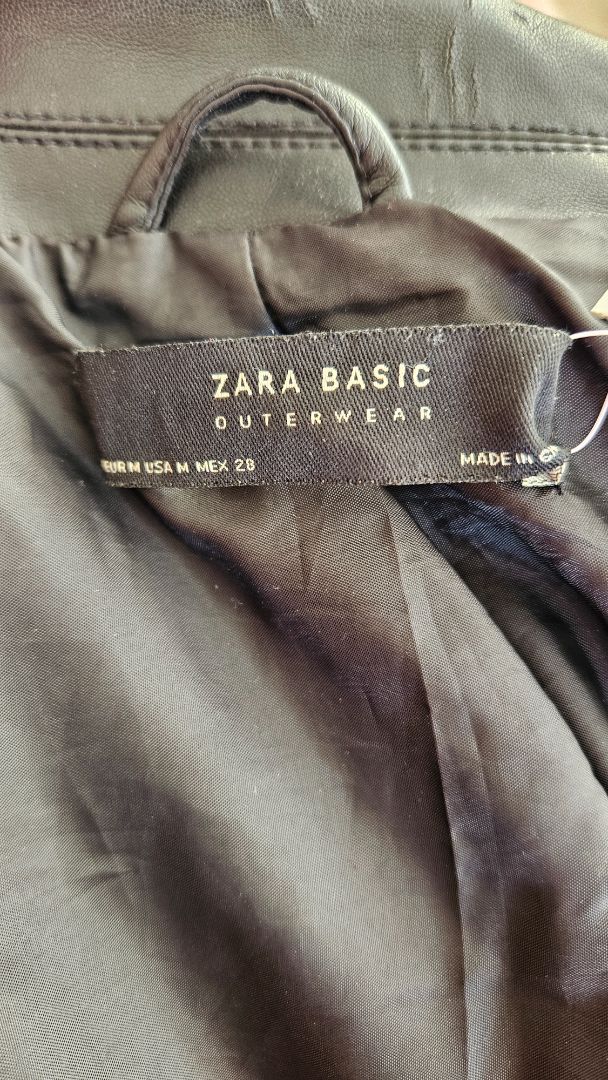 ZARA BASIC
OUTERWEAR
EUR M USA M MEX 28
MADE IN